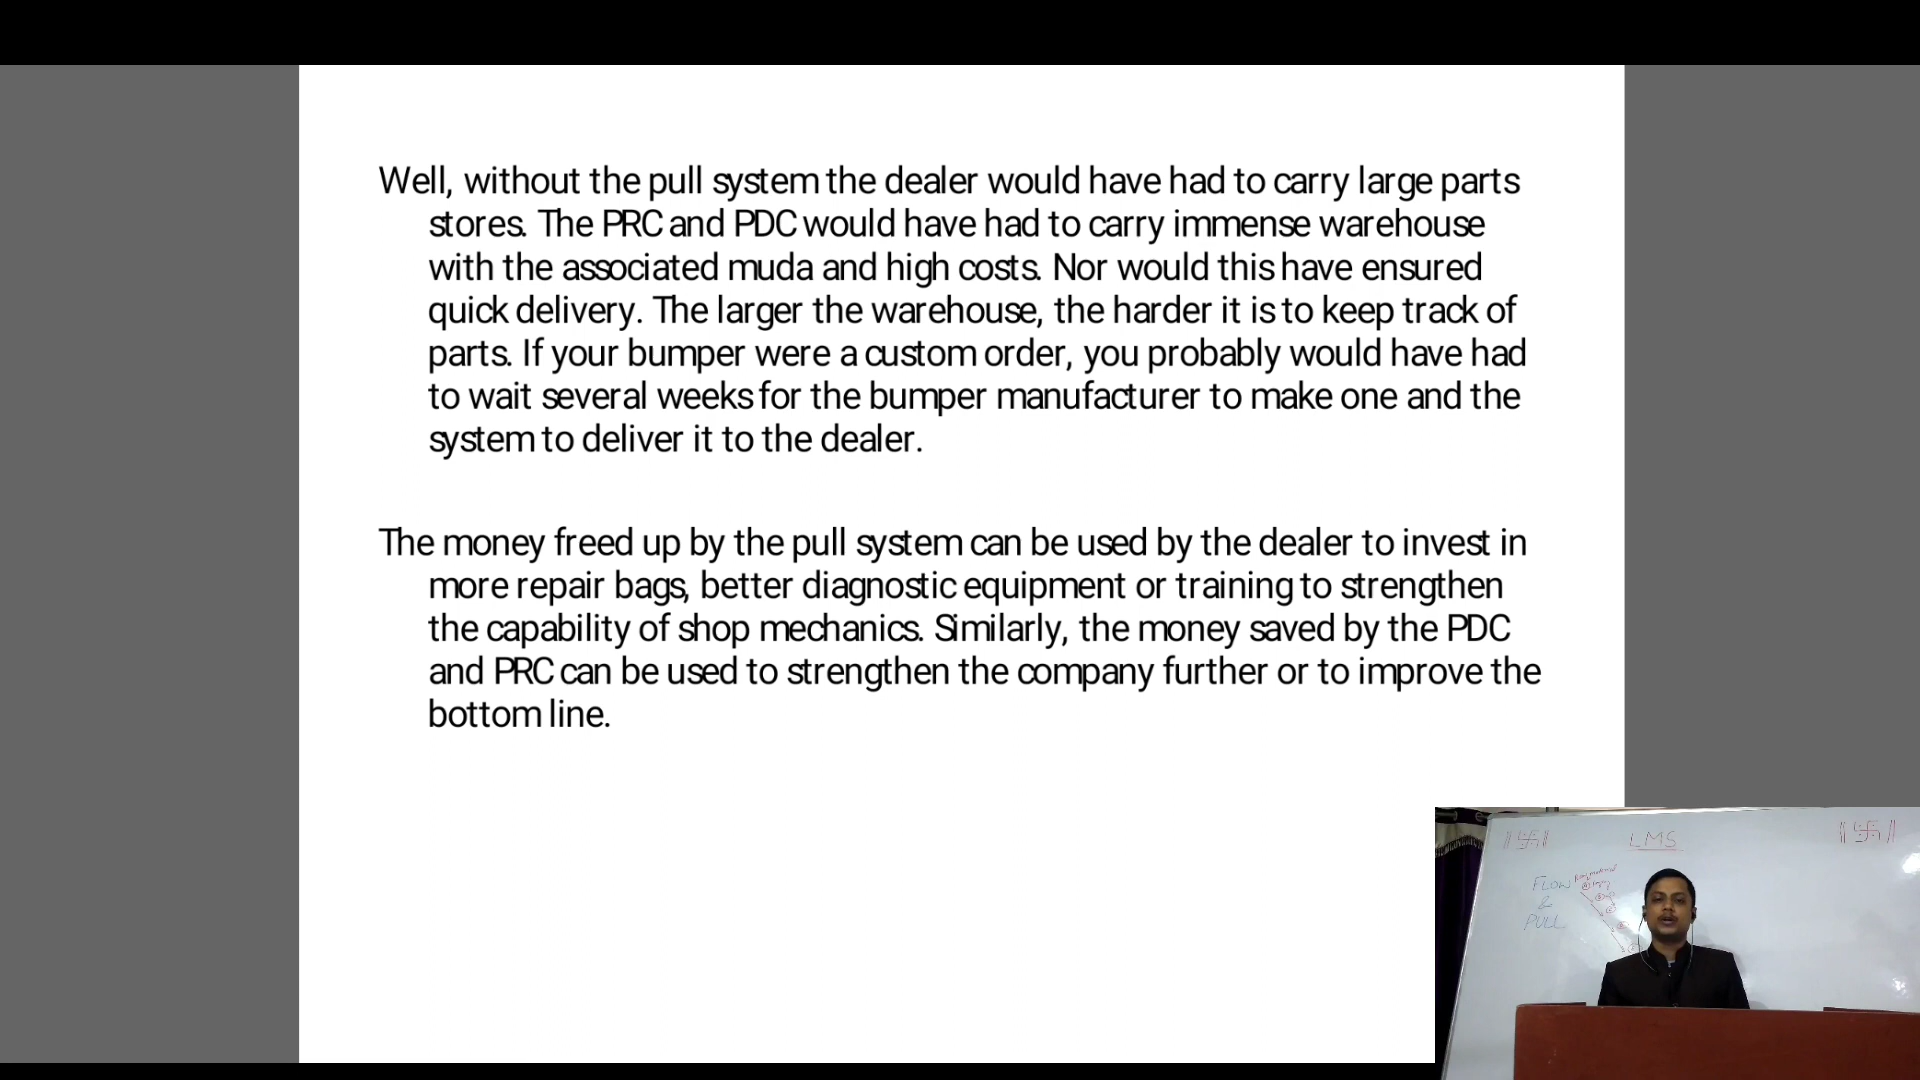 Well, without the pull system the dealer would have had to carry large parts
stores. The PRC and PDC would have had to carry immense warehouse
with the associated muda and high costs. Nor would this have ensured
quick delivery. The larger the warehouse, the harder it is to keep track of
parts. If your bumper were a custom order, you probably would have had
to wait several weeks for the bumper manufacturer to make one and the
system to deliver it to the dealer.
The money freed up by the pull system can be used by the dealer to invest in
more repair bags, better diagnostic equipment or training to strengthen
the capability of shop mechanics. Similarly, the money saved by the PDC
and PRC can be used to strengthen the company further or to improve the
bottom line.
LMS
FLOW
&
PULL